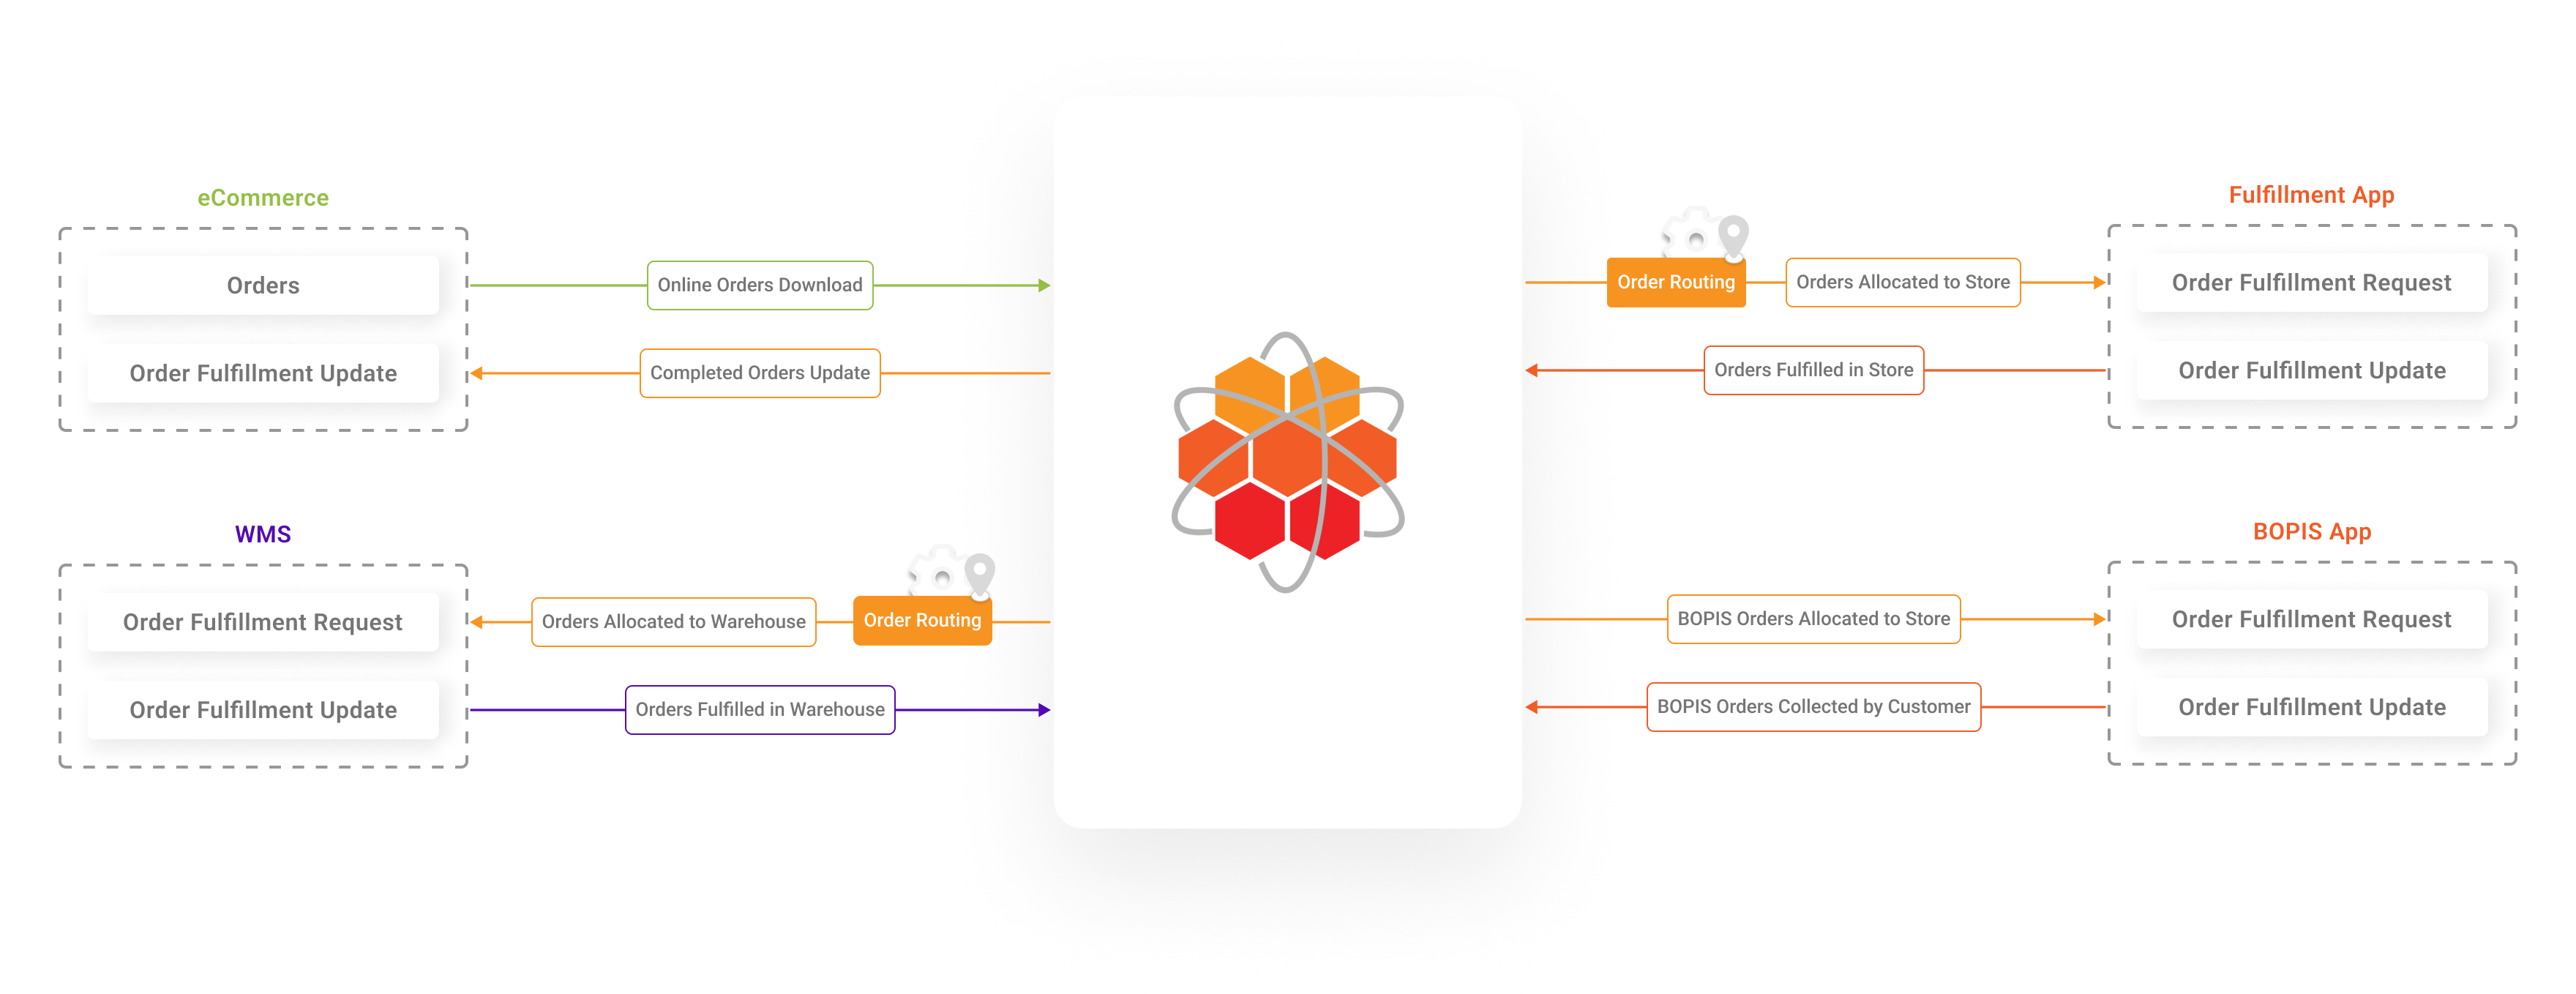 eCommerce
Orders
Online Orders Download
Order Fulfillment Update
Completed Orders Update
WMS
Order Fulfillment Request
Orders Allocated to Warehouse
Order Routing
Order Fulfillment Update
Orders Fulfilled in Warehouse
Fulfillment App
Order Routing
Orders Allocated to Store
Order Fulfillment Request
Orders Fulfilled in Store
Order Fulfillment Update
BOPIS App
BOPIS Orders Allocated to Store
Order Fulfillment Request
BOPIS Orders Collected by Customer
Order Fulfillment Update